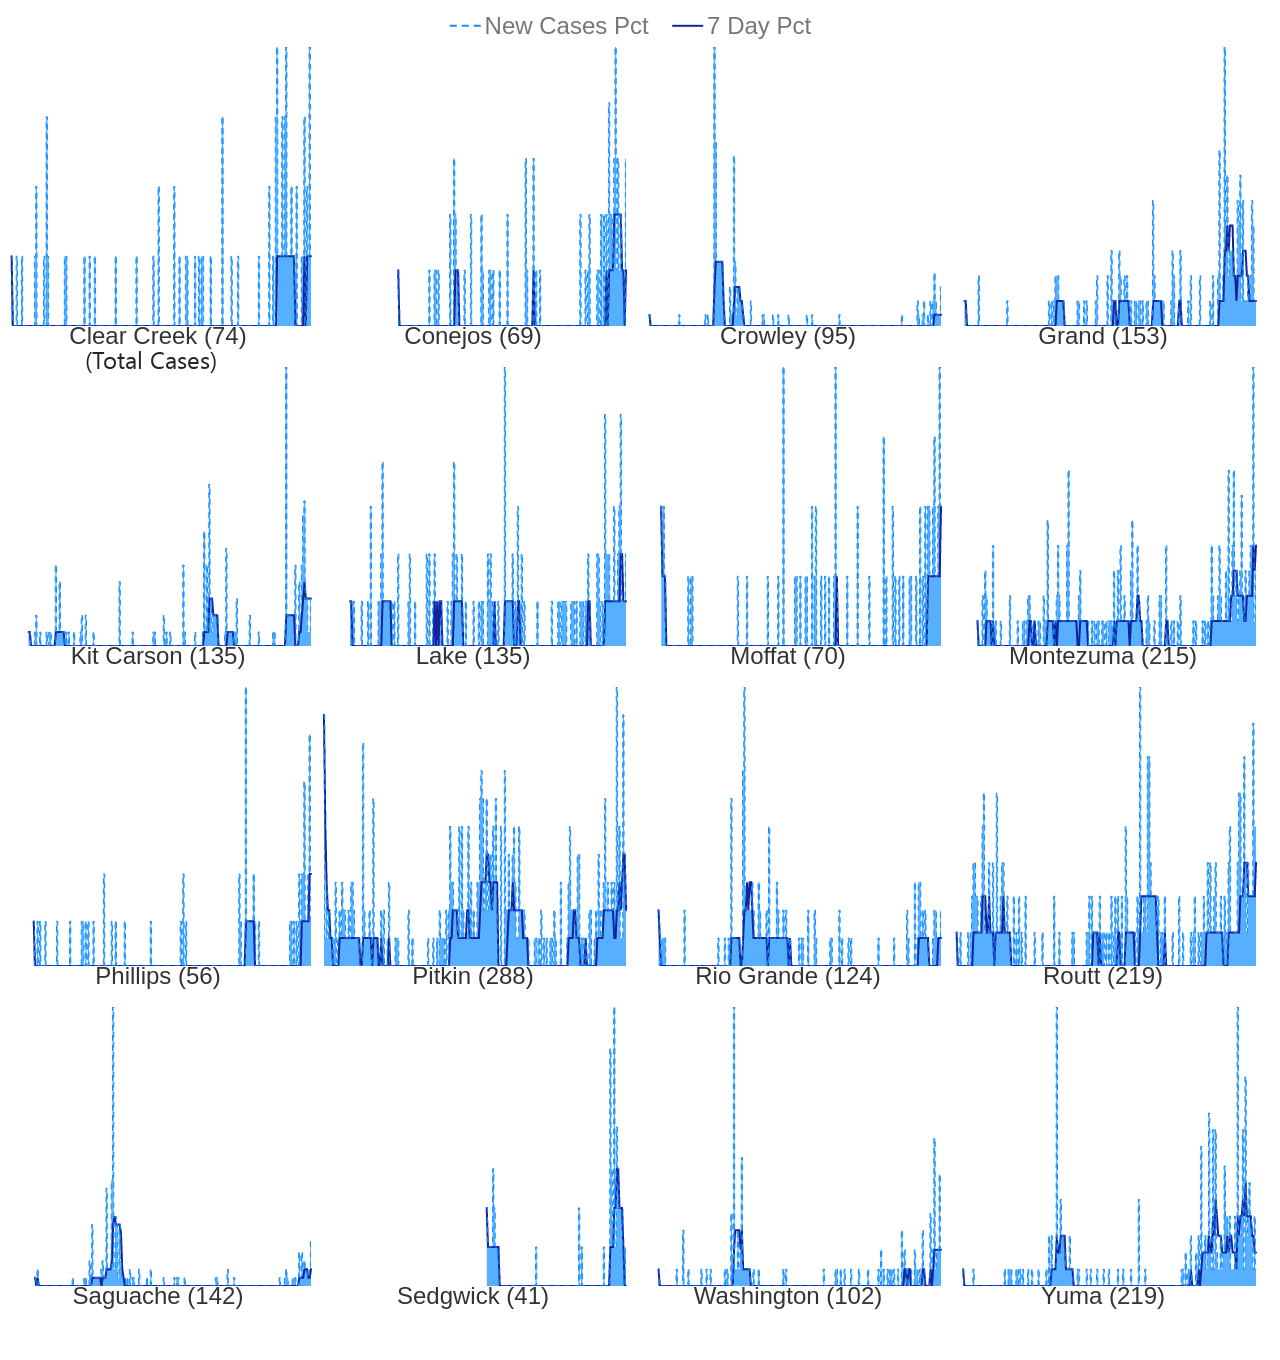 New Cases Pct 7 Day Pct
Clear Creek (74) Conejos (69) Crowley (95) Grand (153)
(Total Cases)
Kit Carson (135) Lake (135) Moffat (70) Montezuma (215)
Phillips (56) Pitkin (288) Rio Grande (124) Routt (219)
Saguache (142) Sedgwick (41) Washington (102) Yuma (219)